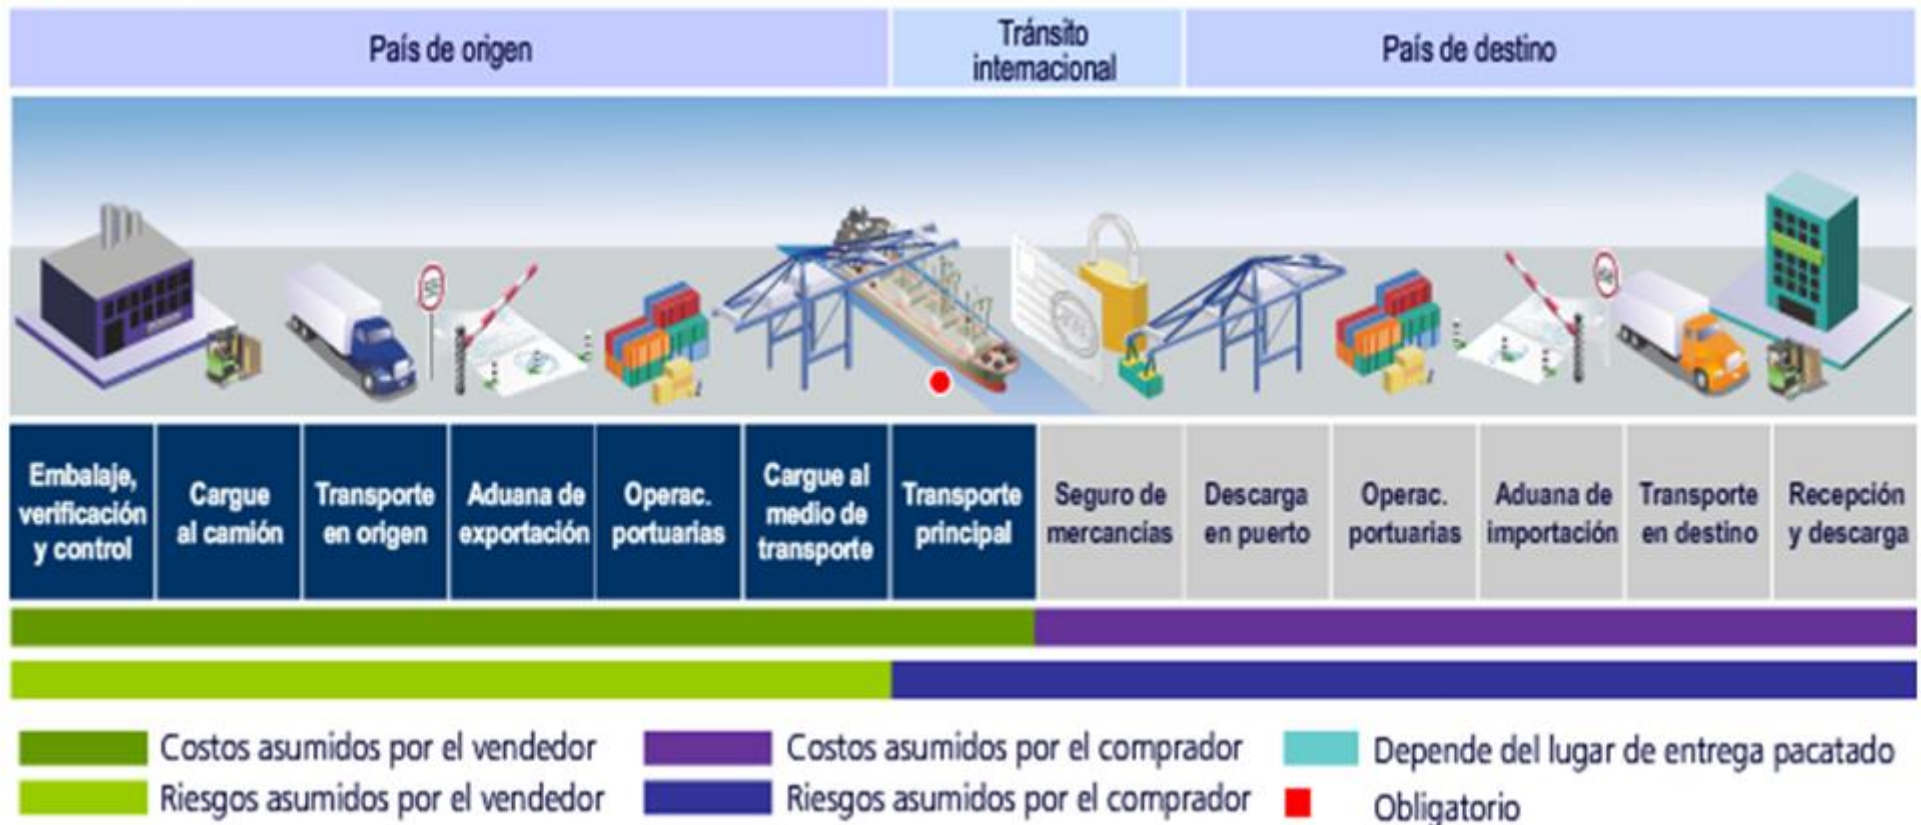 País de origen
Tránsito
internacional
País de destino
Embalaje,
verificación
y control
Cargue
al camión
Transporte
en origen
Aduana de
exportación
Operac.
portuarias
Cargue al
medio de
transporte
Transporte
principal
Seguro de
mercancías
Descarga
en puerto
Operac.
portuarias
Aduana de
importación
Transporte
en destino
Recepción
y descarga
Costos asumidos por el vendedor
Costos asumidos por el comprador
Depende del lugar de entrega pacatado
Riesgos asumidos por el vendedor
Riesgos asumidos por el comprador
Obligatorio